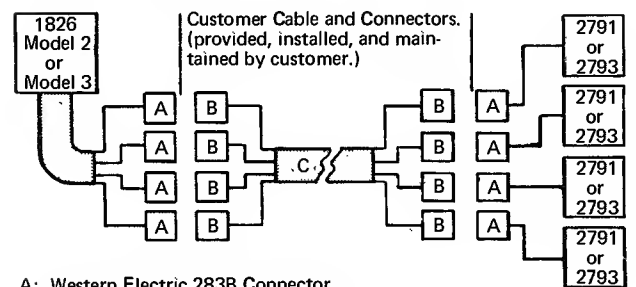 1826
Model 2
or
Model 3
Customer Cable and Connectors.
(provided, installed, and main-
tained by customer.)
2791
or
2793
A B B A
2791
or
2793
A B B A
C
A B B A
2791
or
2793
A B B A
2791
or
2793
A: Western Electric 283B Connector